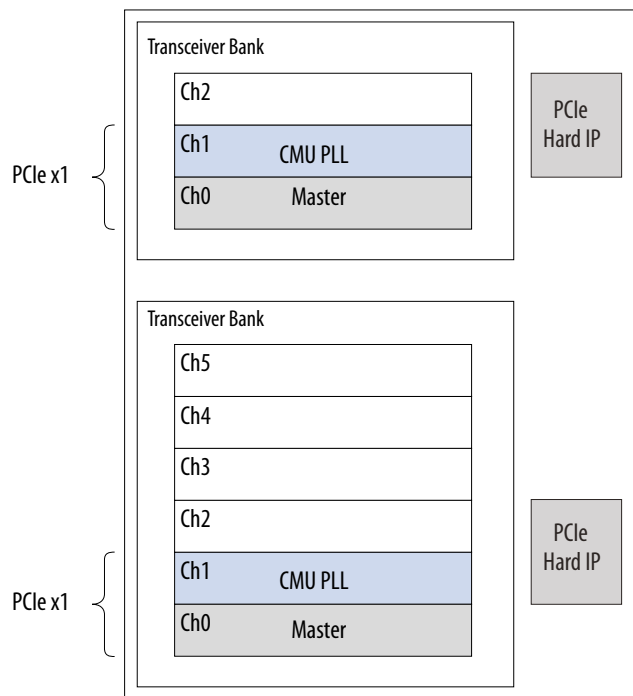 Transceiver Bank
Ch2
Ch1 CMU PLL
Ch0 Master
PCIe x1
PCIe
Hard IP
Transceiver Bank
Ch5
Ch4
Ch3
Ch2
Ch1 CMU PLL
Ch0 Master
PCIe x1
PCIe
Hard IP